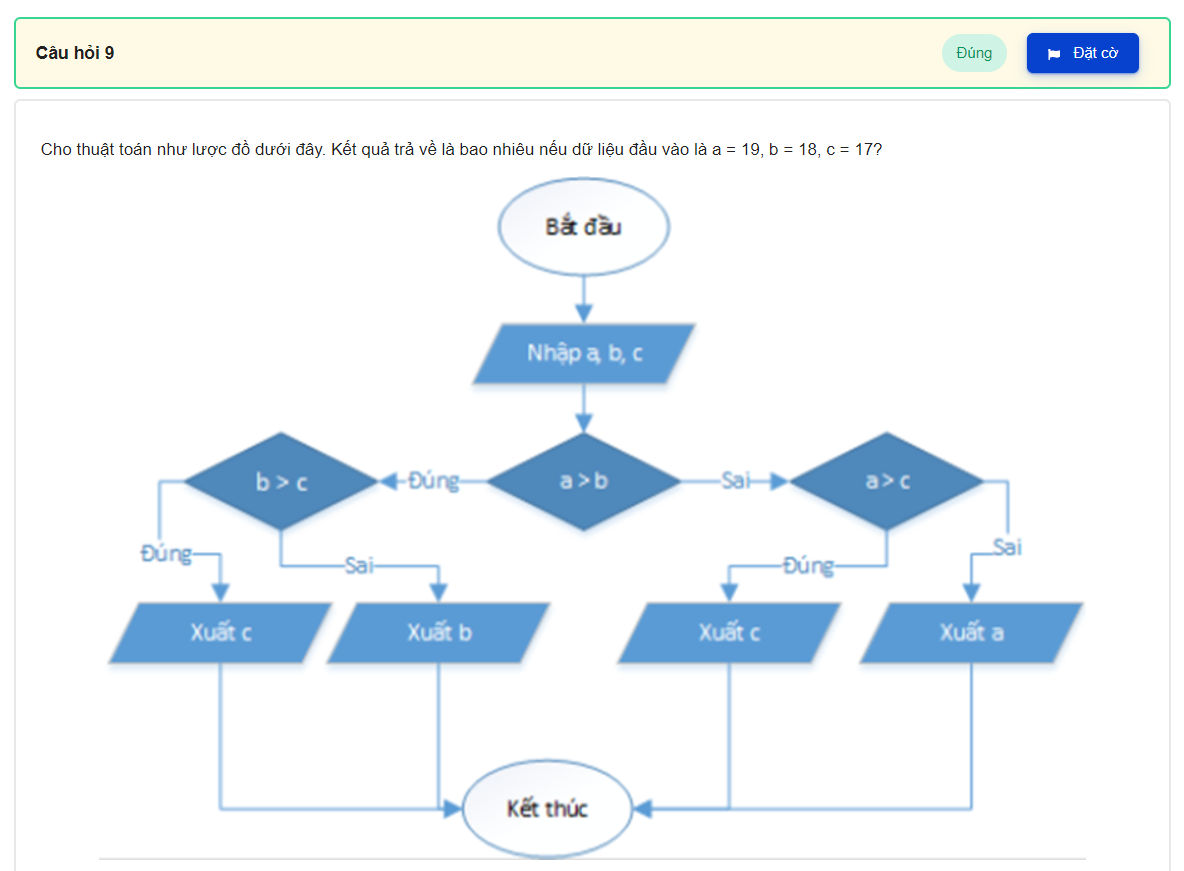 Câu hỏi 9
Đúng
Đặt cờ
Cho thuật toán như lược đồ dưới đây. Kết quả trả về là bao nhiêu nếu dữ liệu đầu vào là a = 19, b = 18, c = 17?
Bắt đầu
Nhập a, b, c
b > c
Đúng
a > b
Sai
a > c
Đúng
Sai
Đúng
Sai
Xuất c
Xuất b
Xuất c
Xuất a
Kết thúc